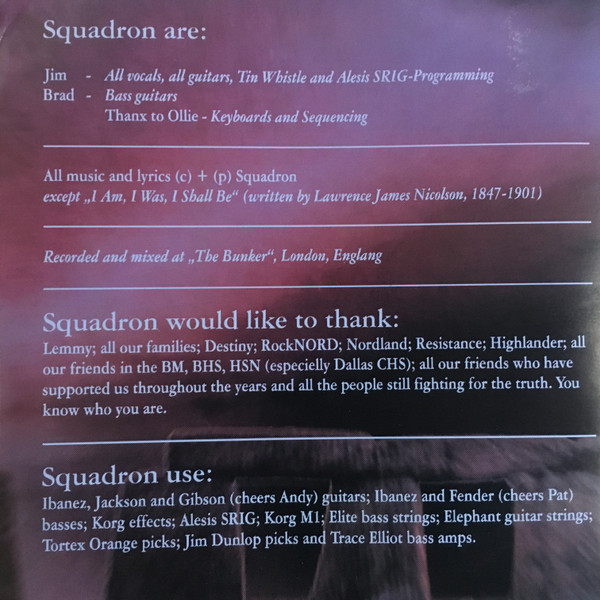 Squadron are:
Jim - All vocals, all guitars, Tin Whistle and Alesis SRIG-Programming
Brad - Bass guitars
Thanx to Ollie - Keyboards and Sequencing
All music and lyrics (c) + (p) Squadron
except „I Am, I Was, I Shall Be“ (written by Lawrence James Nicolson, 1847-1901)
Recorded and mixed at „The Bunker“, London, Englang
Squadron would like to thank:
Lemmy; all our families; Destiny; RockNORD; Nordland; Resistance; Highlander; all
our friends in the BM, BHS, HSN (especielly Dallas CHS); all our friends who have
supported us throughout the years and all the people still fighting for the truth. You
know who you are.
Squadron use:
Ibanez, Jackson and Gibson (cheers Andy) guitars; Ibanez and Fender (cheers Pat)
basses; Korg effects; Alesis SRIG; Korg M1; Elite bass strings; Elephant guitar strings;
Tortex Orange picks; Jim Dunlop picks and Trace Elliot bass amps.